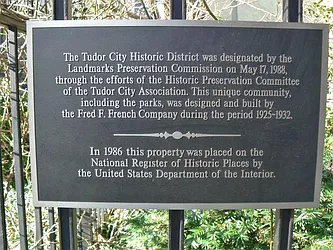 The Tudor City Historic District was designated by the
Landmarks Preservation Commission on May 17, 1988,
through the efforts of the Historic Preservation Committee
of the Tudor City Association. This unique community,
including the parks, was designed and built by
the Fred F. French Company during the period 1925-1932.
In 1986 this property was placed on the
National Register of Historic Places by
the United States Department of the Interior.